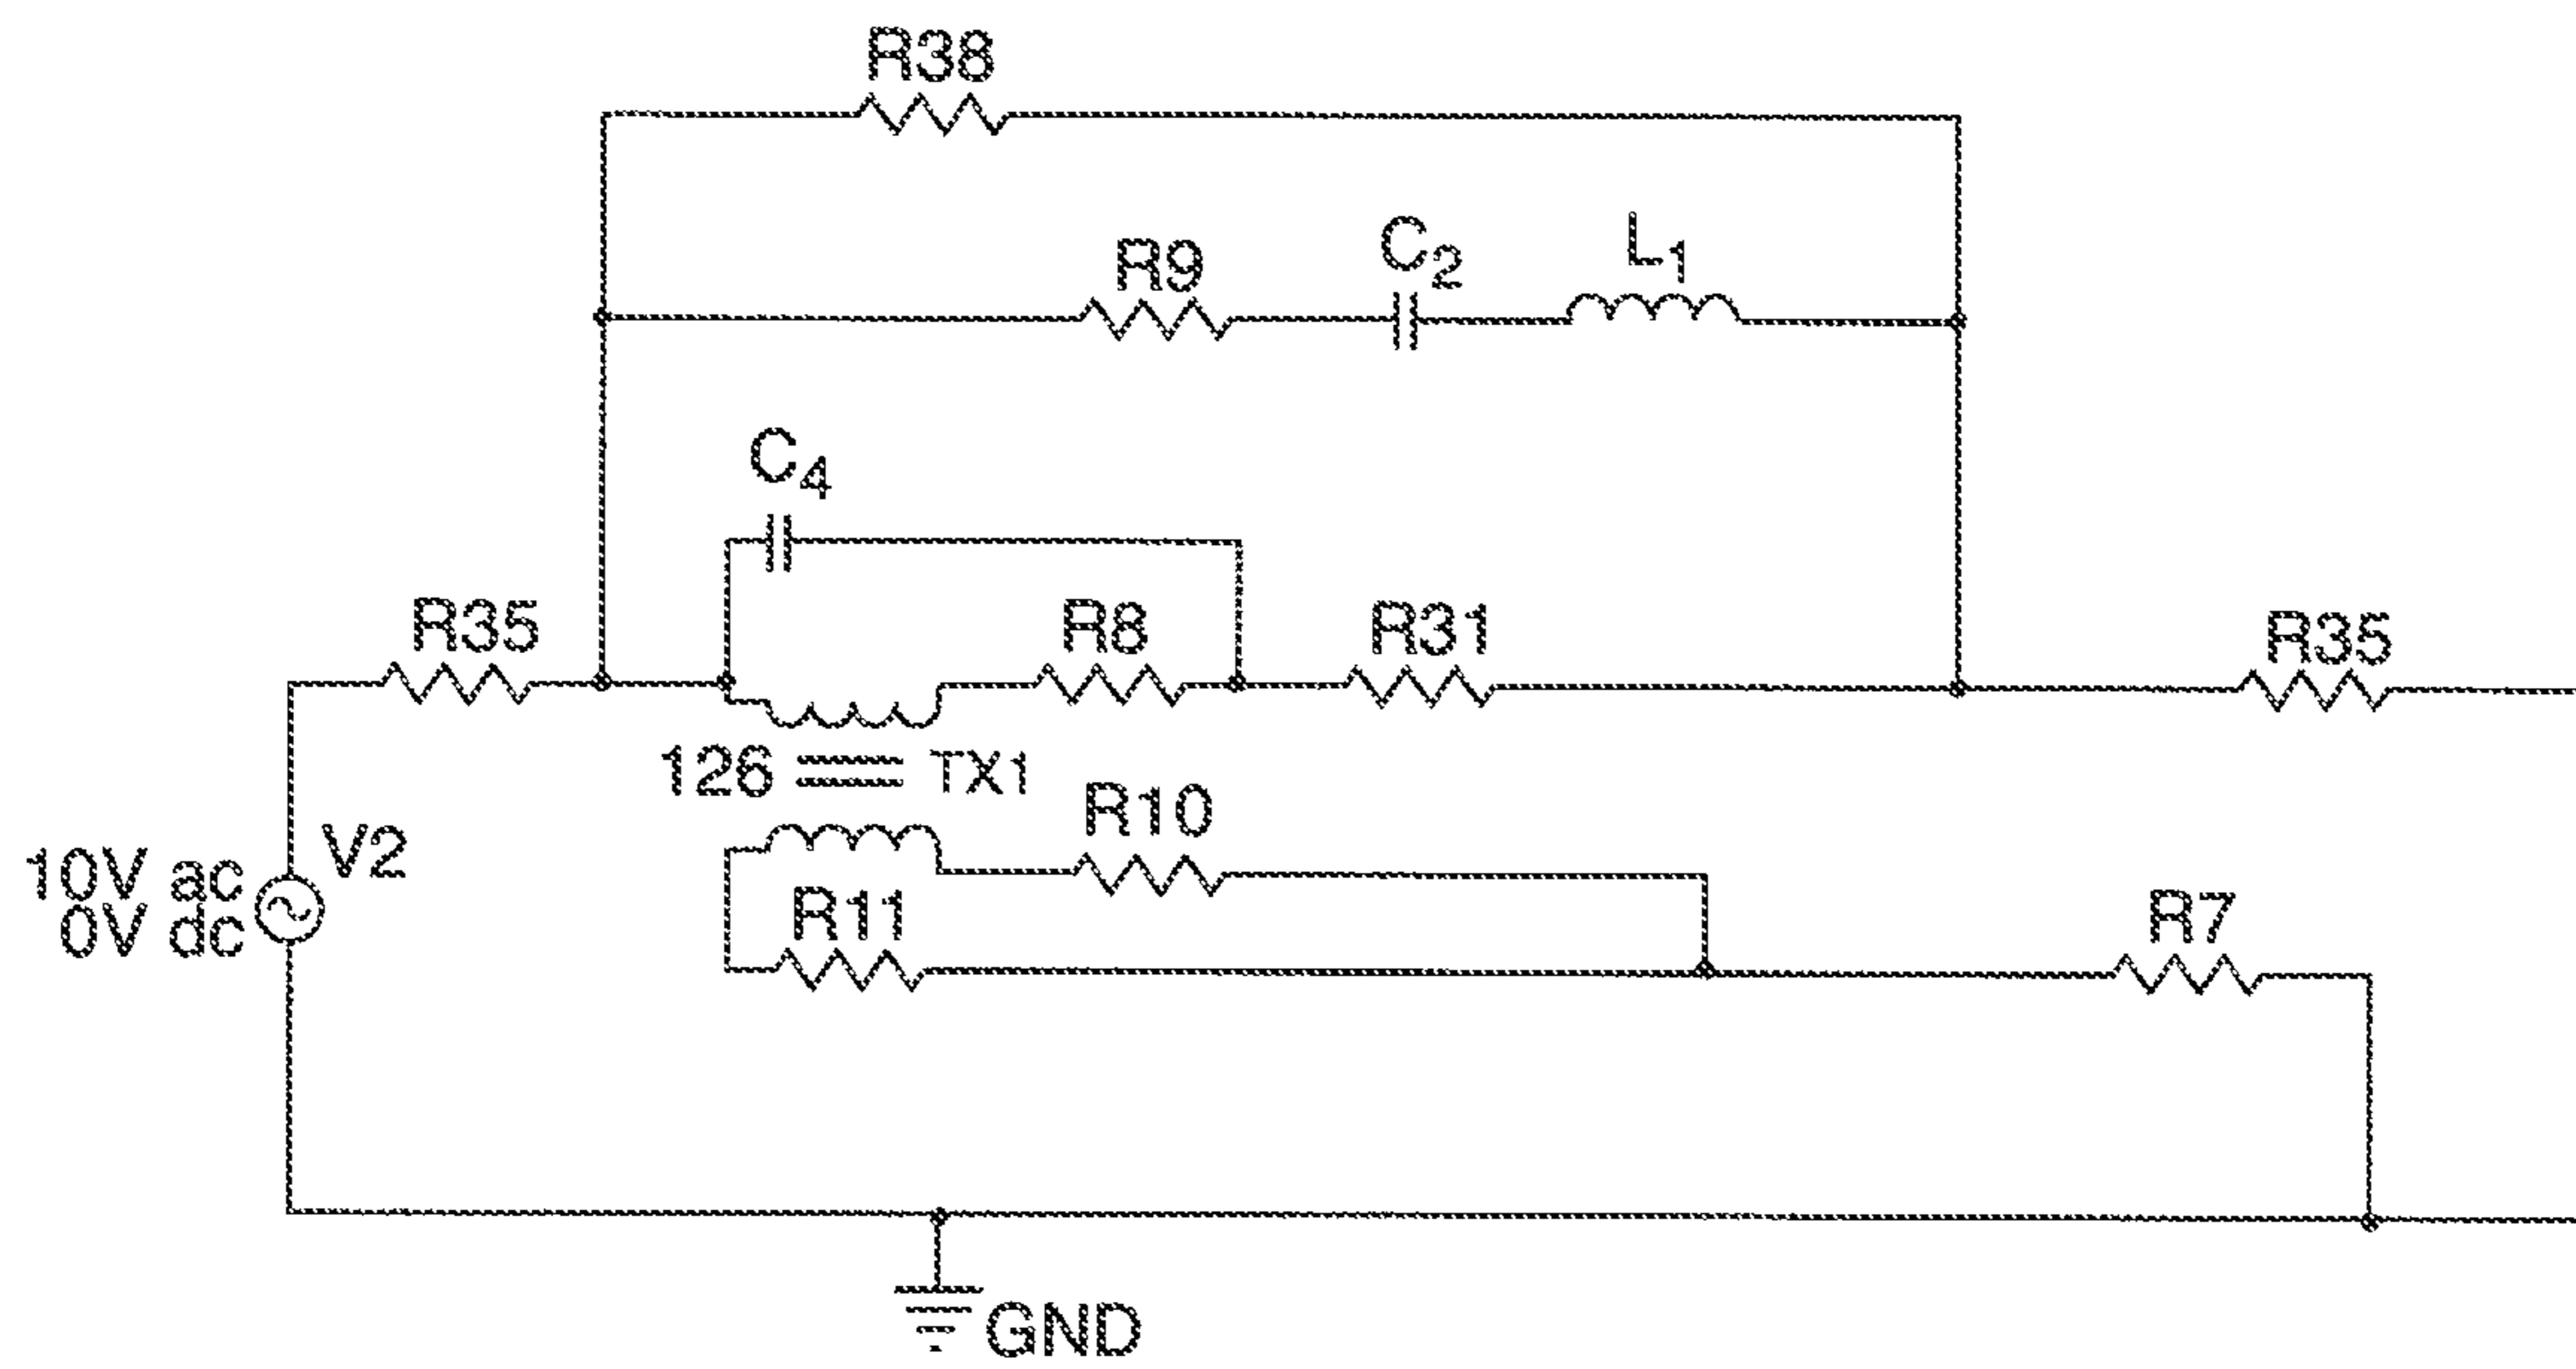 R38
R9
C2
L1
C4
R35
R8
R31
R35
126
TX1
R10
V2
10V ac
0V dc
R11
R7
GND